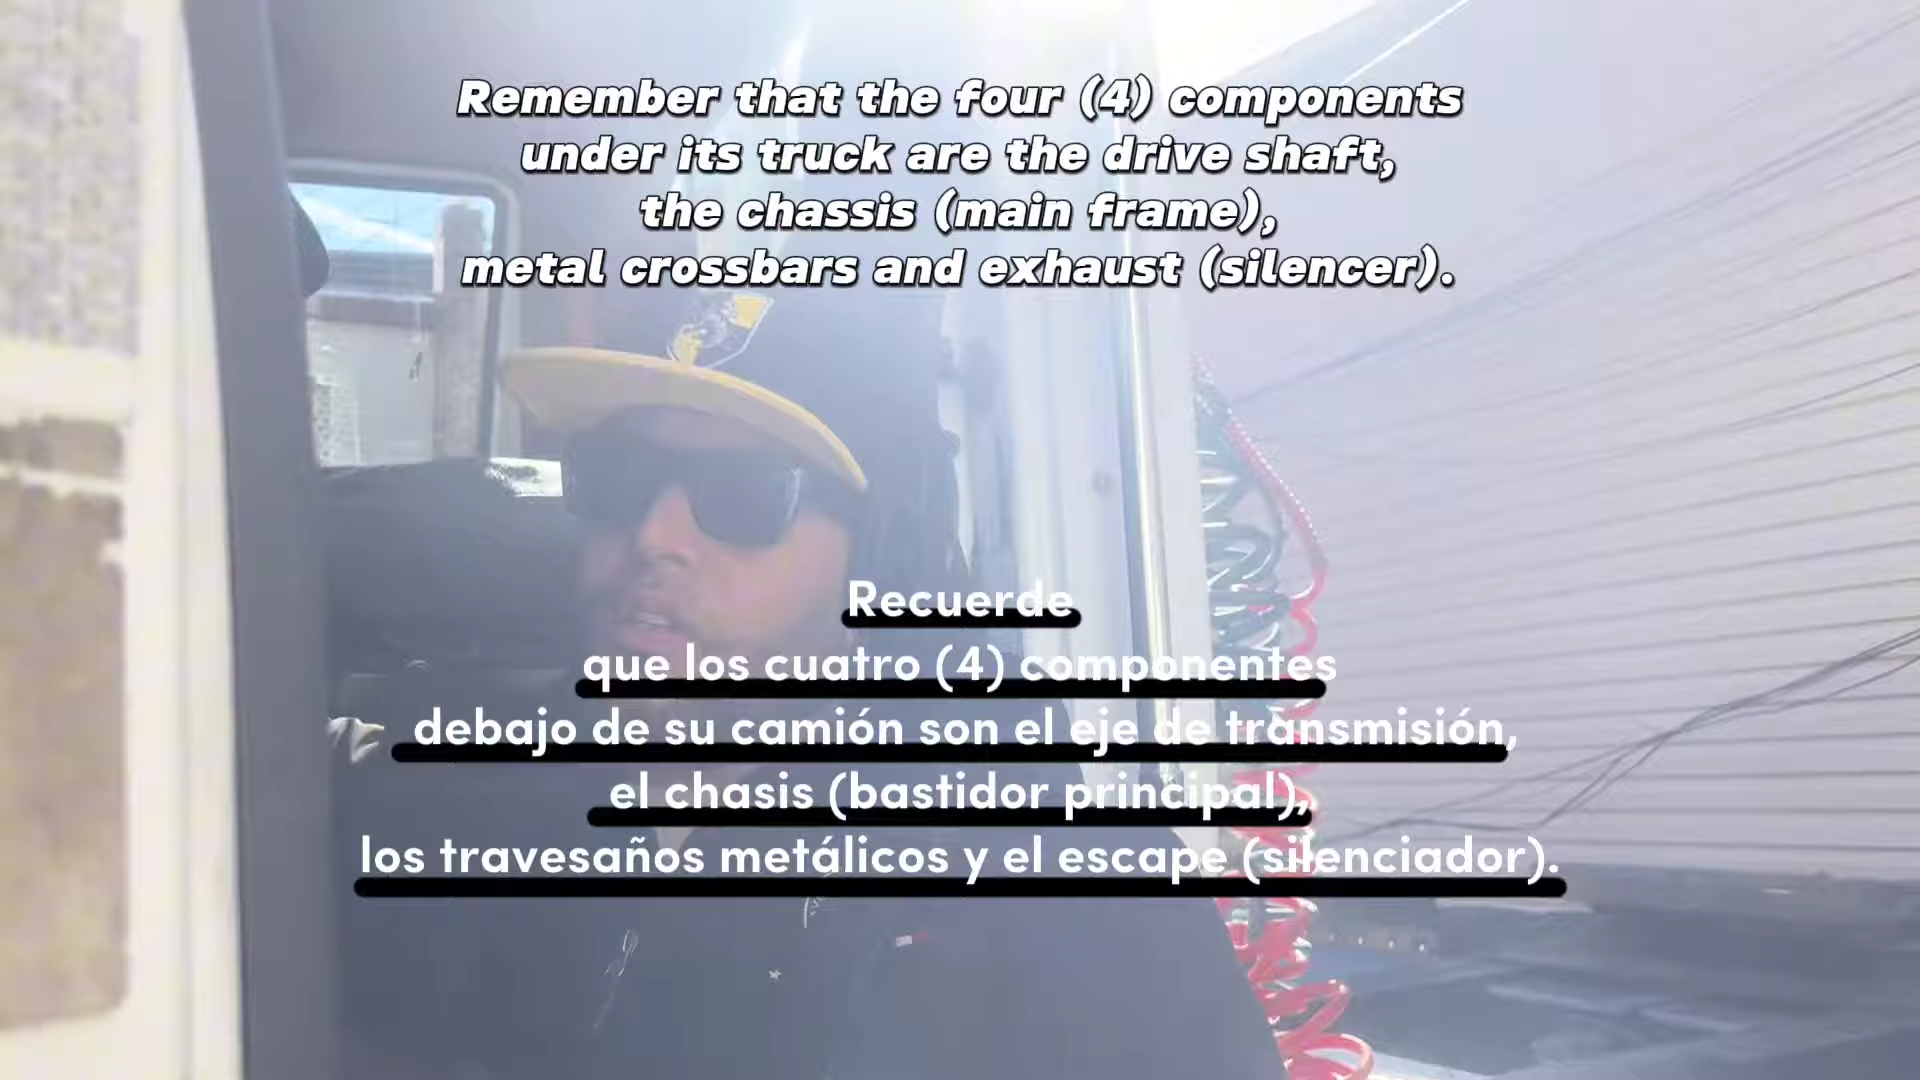 Remember that the four (4) components
under its truck are the drive shaft,
the chassis (main frame),
metal crossbars and exhaust (silencer).
Recuerde
que los cuatro (4) componentes
debajo de su camión son el eje de transmisión,
el chasis (bastidor principal),
los travesaños metálicos y el escape (silenciador).